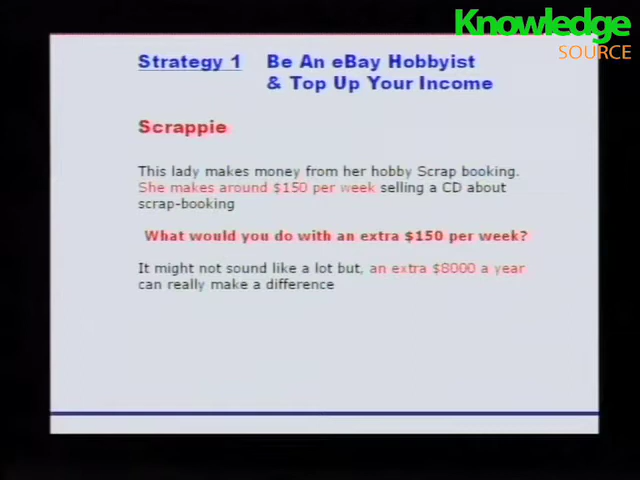 Knowledge
SOURCE
Strategy 1 Be An eBay Hobbyist
& Top Up Your Income
Scrappie
This lady makes money from her hobby Scrap booking.
She makes around $150 per week selling a CD about
scrap-booking
What would you do with an extra $150 per week?
It might not sound like a lot but, an extra $8000 a year
can really make a difference